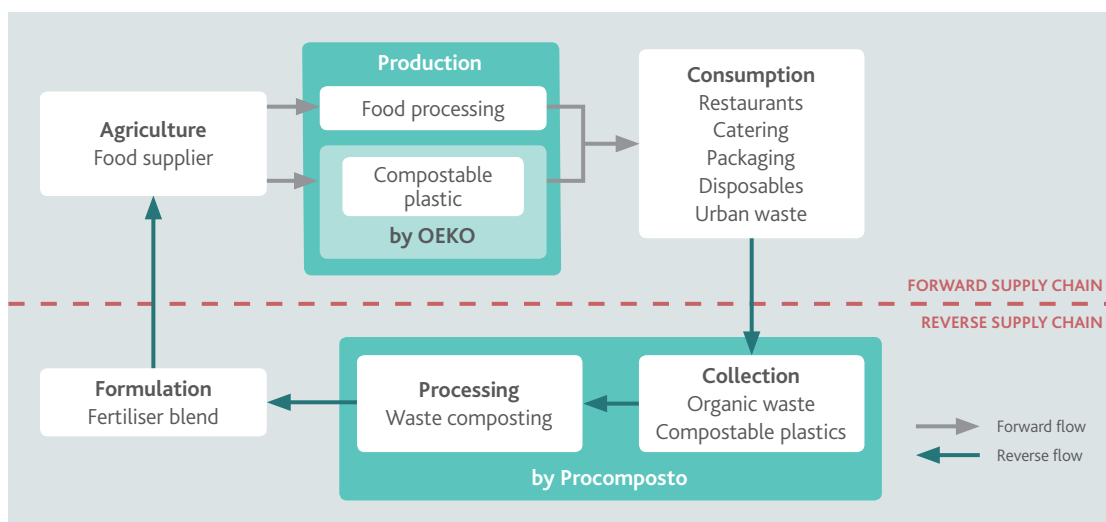 Production
Food processing
Compostable
plastic
by OEKO
Agriculture
Food supplier
Consumption
Restaurants
Catering
Packaging
Disposables
Urban waste
FORWARD SUPPLY CHAIN
REVERSE SUPPLY CHAIN
Formulation
Fertiliser blend
Processing
Waste composting
Collection
Organic waste
Compostable plastics
by Procomposto
Forward flow
Reverse flow